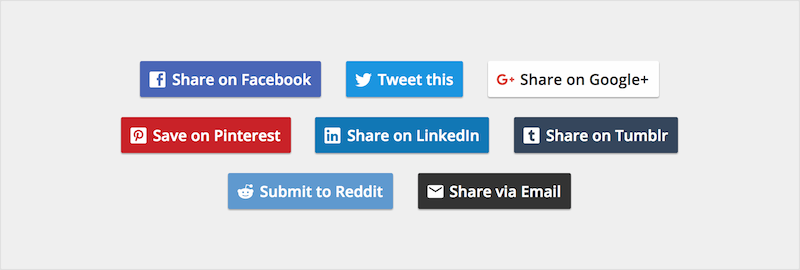 Share on Facebook
Tweet this
G+ Share on Google+
Save on Pinterest
in Share on LinkedIn
t Share on Tumblr
Submit to Reddit
Share via Email